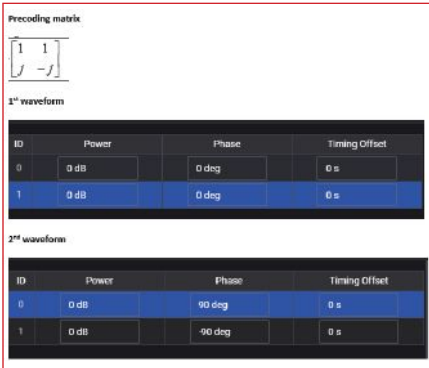 Precoding matrix
1 1
j -j
1st waveform
ID Power Phase Timing Offset
0 0 dB 0 deg 0 s
1 0 dB 0 deg 0 s
2nd waveform
ID Power Phase Timing Offset
0 0 dB 90 deg 0 s
1 0 dB -90 deg 0 s